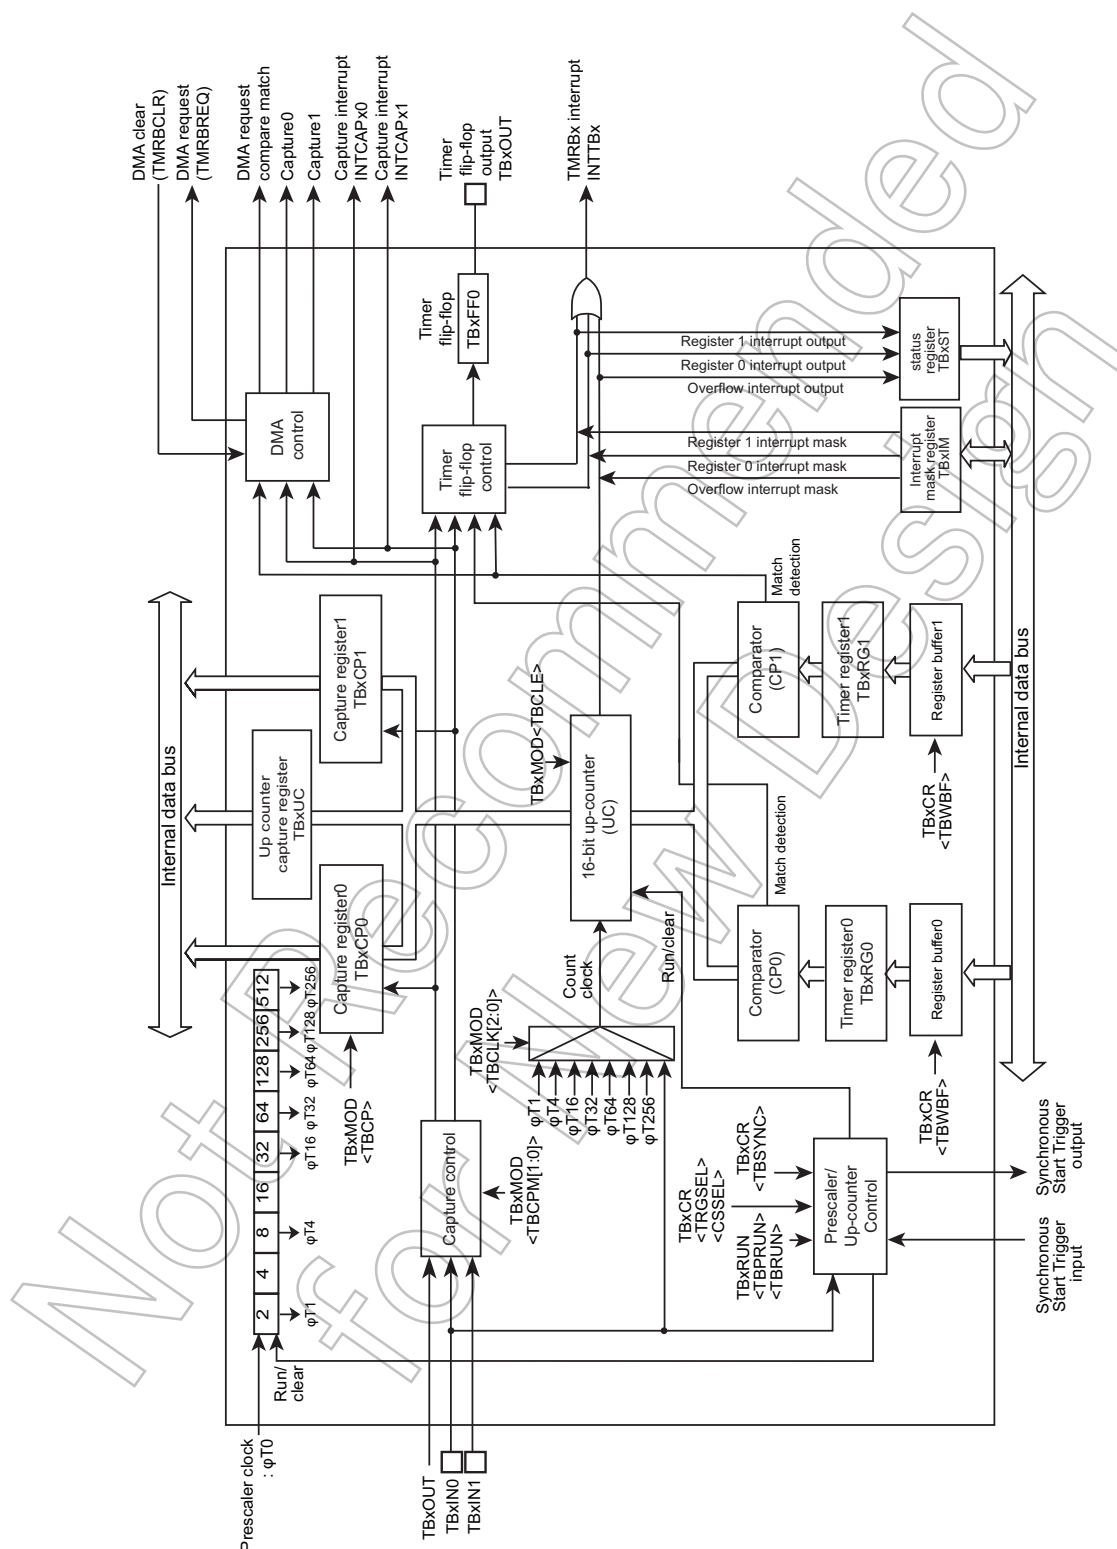 DMA clear
(TMRBCLR)
DMA request
(TMRBREQ)
DMA request
compare match
Capture0
Capture1
Capture interrupt
INTCAPx0
Capture interrupt
INTCAPx1
Timer
flip-flop
output
TBxOUT
TMRBx interrupt
INTTBx
DMA
control
Timer
flip-flop
TBxFF0
Timer
flip-flop
control
Register 1 interrupt output
Register 0 interrupt output
Overflow interrupt output
status
register
TBxST
Register 1 interrupt mask
Register 0 interrupt mask
Overflow interrupt mask
Interrupt
mask register
TBxIM
Internal data bus
Capture register1
TBxCP1
Up counter
capture register
TBxUC
Capture register0
TBxCP0
TBxMOD
<TBCP>
TBxMOD<TBCLE>
16-bit up-counter
(UC)
Count
clock
Run/clear
Match
detection
Comparator
(CP1)
Timer register1
TBxRG1
Register buffer1
TBxCR
<TBWBF>
Match detection
Comparator
(CP0)
Timer register0
TBxRG0
Register buffer0
TBxCR
<TBWBF>
Internal data bus
Prescaler clock
: φT0
Run/
clear
2
4
8
16
32
64
128
256
512
φT1
φT4
φT16
φT32
φT64
φT128
φT256
TBxOUT
TBxIN0
TBxIN1
Capture control
TBxMOD
<TBCPM[1:0]>
TBxMOD
<TBCLK[2:0]>
φT1
φT4
φT16
φT32
φT64
φT128
φT256
TBxRUN
<TBPRUN>
<TBRUN>
TBxCR
<TRGSEL>
<CSSEL>
TBxCR
<TBSYNC>
Prescaler/
Up-counter
Control
Synchronous
Start Trigger
input
Synchronous
Start Trigger
output
Not Recommended
for New Design